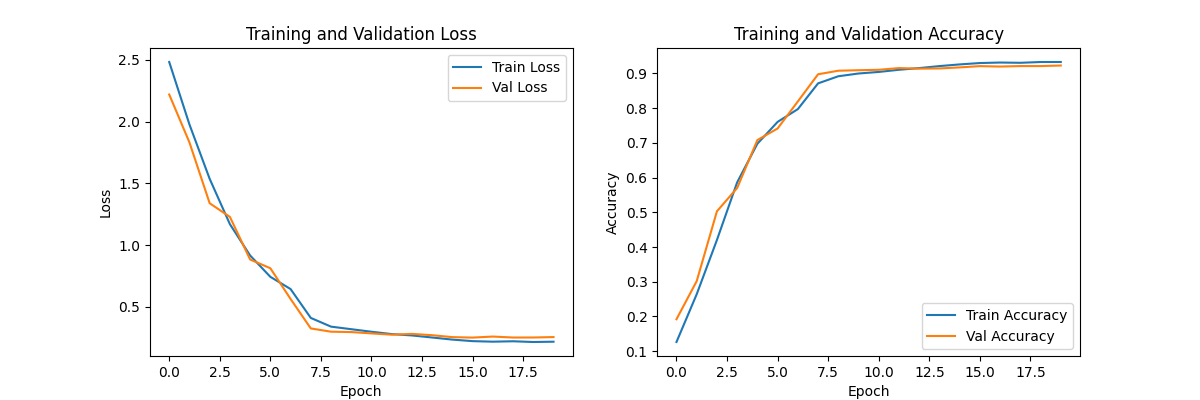 Training and Validation Loss
2.5
2.0
1.5
1.0
0.5
Loss
Train Loss
Val Loss
0.0 2.5 5.0 7.5 10.0 12.5 15.0 17.5
Epoch
Training and Validation Accuracy
0.9
0.8
0.7
0.6
0.5
0.4
0.3
0.2
0.1
Accuracy
Train Accuracy
Val Accuracy
0.0 2.5 5.0 7.5 10.0 12.5 15.0 17.5
Epoch